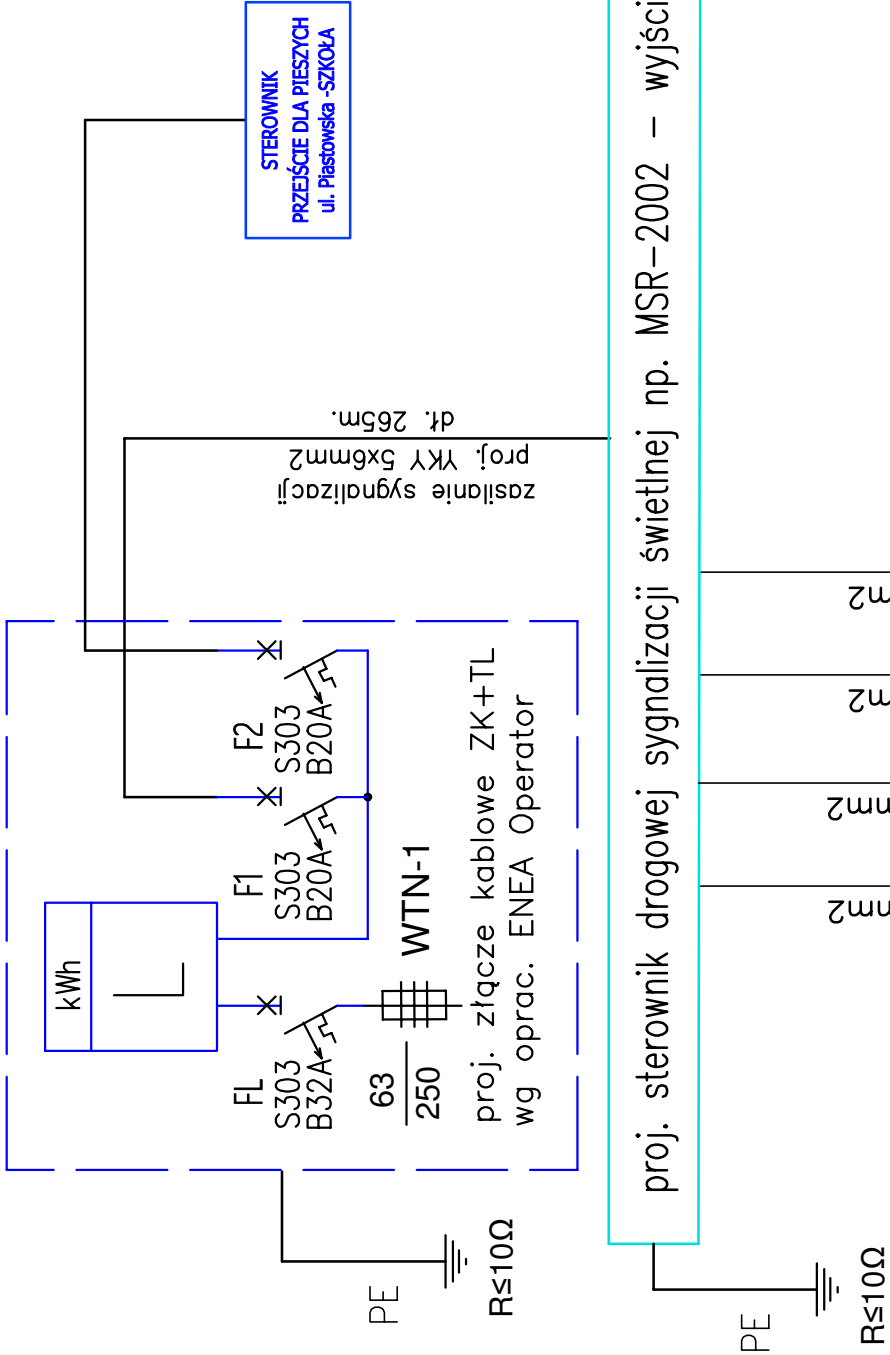 STEROWNIK
PRZEJŚCIE DLA PIESZYCH
ul. Piastowska -SZKOŁA
zasilanie sygnalizacji
proj. YKY 5x6mm2
dł. 265m.
kWh
L
FL
S303
B32A
F1
S303
B20A
F2
S303
B20A
63
250
WTN-1
proj. złącze kablowe ZK+TL
wg oprac. ENEA Operator
PE
R≤10Ω
proj. sterownik drogowej sygnalizacji świetlnej np. MSR-2002 - wyjści
PE
R≤10Ω